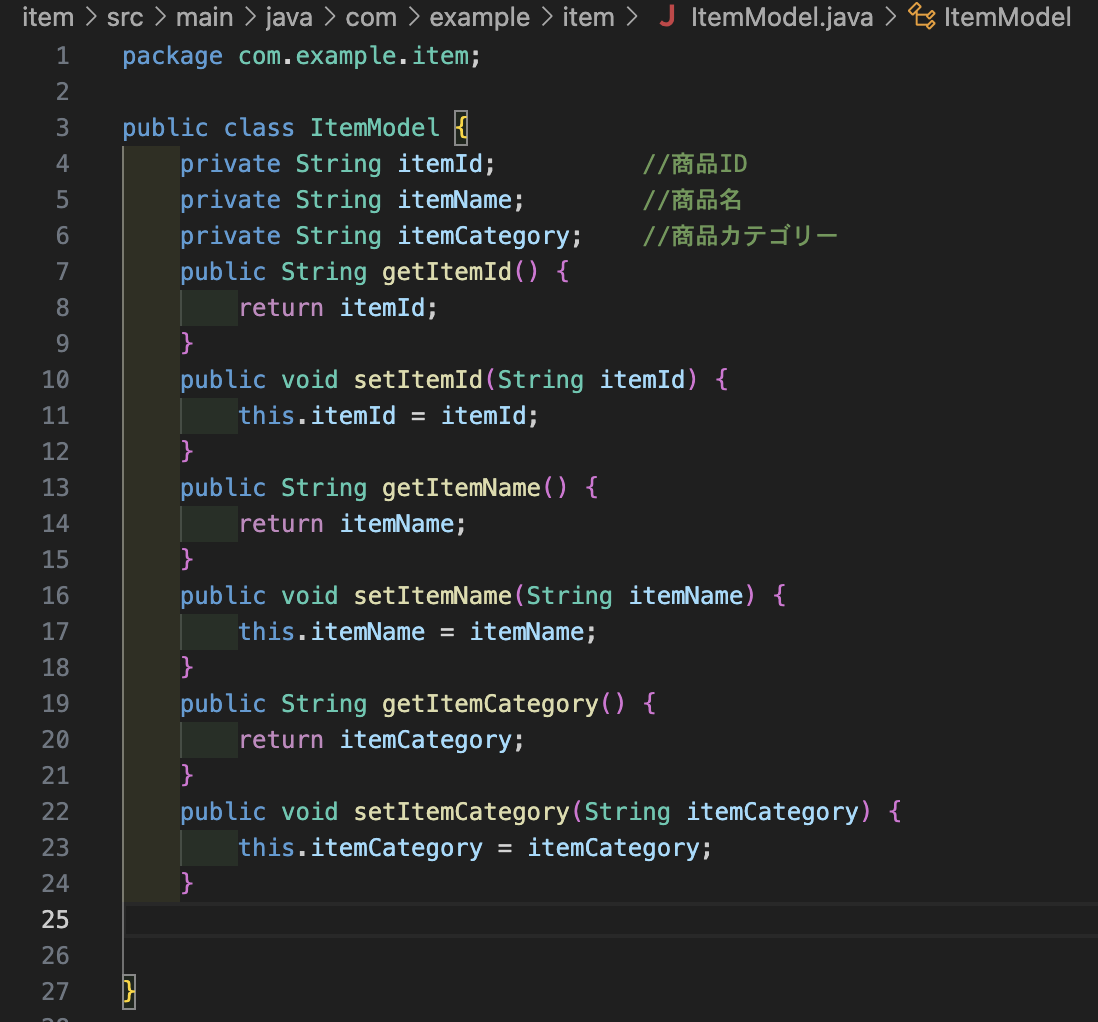 item > src > main > java > com > example > item > J ItemModel.java > ItemModel
1 package com.example.item;
2
3 public class ItemModel {
4 private String itemId; //商品ID
5 private String itemName; //商品名
6 private String itemCategory; //商品カテゴリー
7 public String getItemId() {
8 return itemId;
9 }
10 public void setItemId(String itemId) {
11 this.itemId = itemId;
12 }
13 public String getItemName() {
14 return itemName;
15 }
16 public void setItemName(String itemName) {
17 this.itemName = itemName;
18 }
19 public String getItemCategory() {
20 return itemCategory;
21 }
22 public void setItemCategory(String itemCategory) {
23 this.itemCategory = itemCategory;
24 }
25
26
27 }